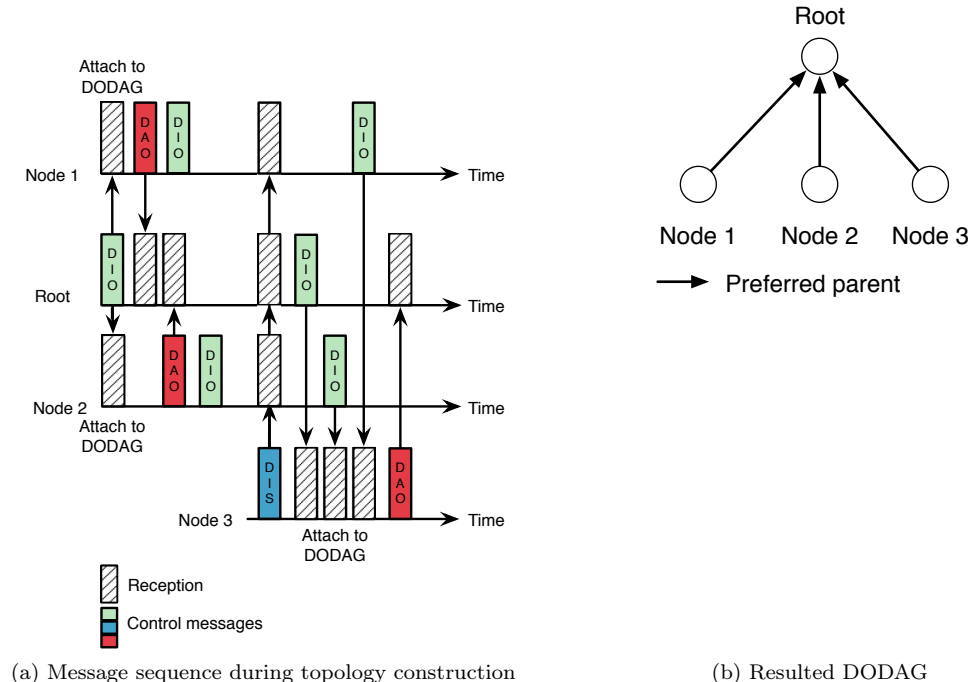 Attach to
DODAG
DAO
DIO
DIO
Node 1
Time
DIO
DIO
Root
Time
DAO
DIO
DIO
Node 2
Time
Attach to
DODAG
DIS
DAO
Node 3
Time
Attach to
DODAG
Reception
Control messages
(a) Message sequence during topology construction
Root
Node 1 Node 2 Node 3
Preferred parent
(b) Resulted DODAG